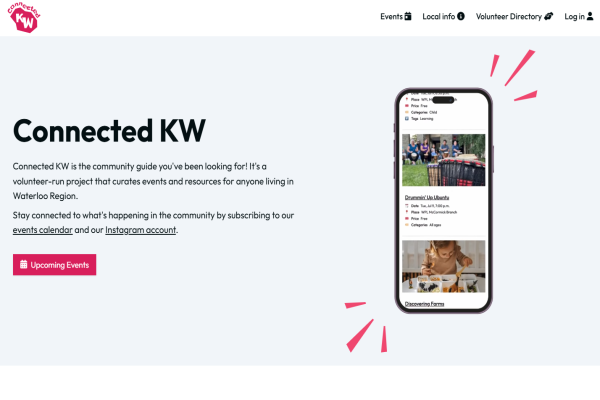 Connected
KW
Events
Local info
Volunteer Directory
Log in
Connected KW
Connected KW is the community guide you've been looking for! It's a
volunteer-run project that curates events and resources for anyone living in
Waterloo Region.
Stay connected to what's happening in the community by subscribing to our
events calendar and our Instagram account.
Upcoming Events
Place WPL McCormick Branch
Price Free
Categories Child
Tags Learning
Drummin' Up Ubuntu
Date Tue, Jul 11, 1:00 p.m.
Place WPL McCormick Branch
Price Free
Categories All ages
Discovering Farms